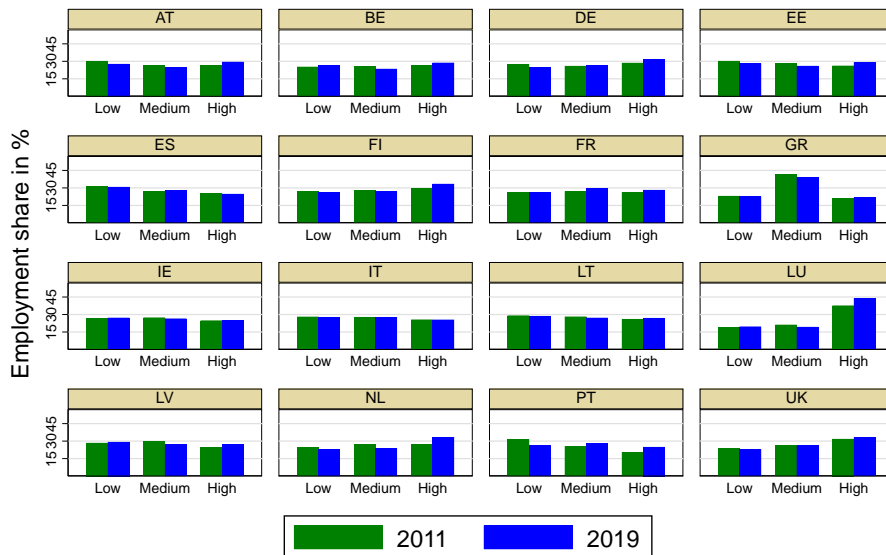 AT BE DE EE
15 30 45
Low Medium High Low Medium High Low Medium High Low Medium High
ES FI FR GR
15 30 45
Low Medium High Low Medium High Low Medium High Low Medium High
IE IT LT LU
15 30 45
Low Medium High Low Medium High Low Medium High Low Medium High
LV NL PT UK
15 30 45
Low Medium High Low Medium High Low Medium High Low Medium High
Employment share in %
2011 2019